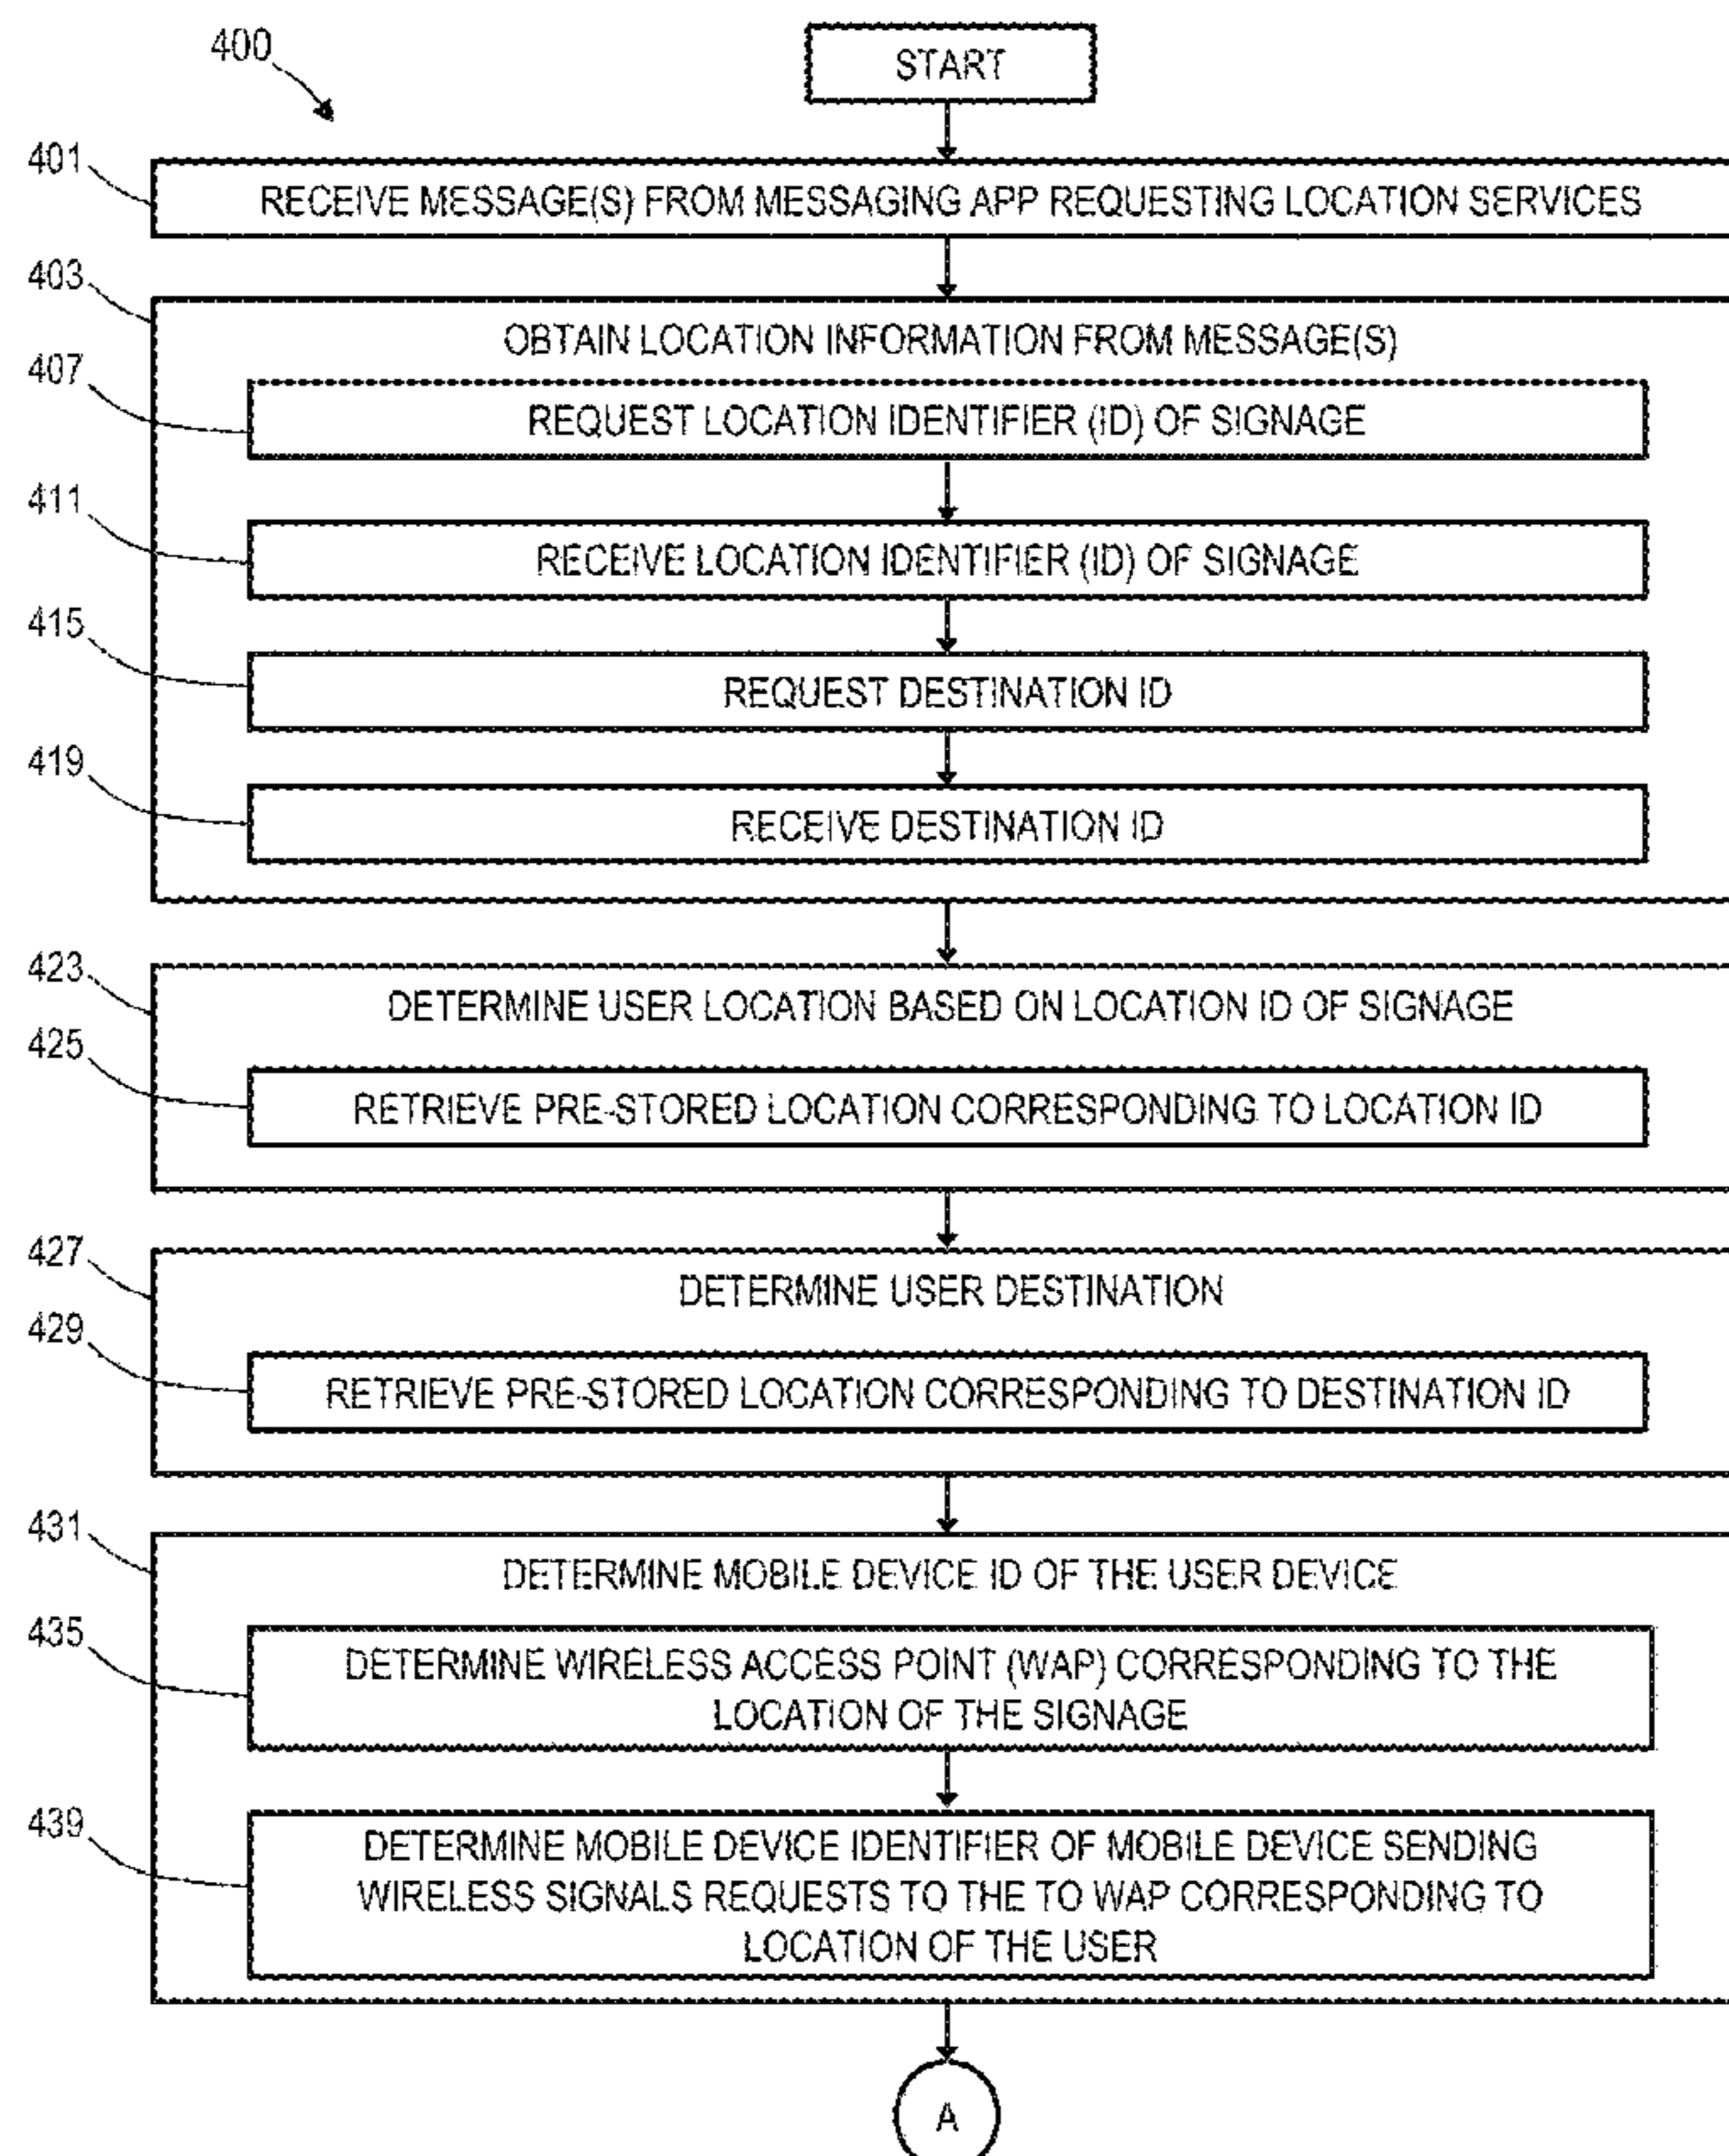 400
START
401
RECEIVE MESSAGE(S) FROM MESSAGING APP REQUESTING LOCATION SERVICES
403
OBTAIN LOCATION INFORMATION FROM MESSAGE(S)
407
REQUEST LOCATION IDENTIFIER (ID) OF SIGNAGE
411
RECEIVE LOCATION IDENTIFIER (ID) OF SIGNAGE
415
REQUEST DESTINATION ID
419
RECEIVE DESTINATION ID
423
DETERMINE USER LOCATION BASED ON LOCATION ID OF SIGNAGE
425
RETRIEVE PRE-STORED LOCATION CORRESPONDING TO LOCATION ID
427
DETERMINE USER DESTINATION
429
RETRIEVE PRE-STORED LOCATION CORRESPONDING TO DESTINATION ID
431
DETERMINE MOBILE DEVICE ID OF THE USER DEVICE
435
DETERMINE WIRELESS ACCESS POINT (WAP) CORRESPONDING TO THE
LOCATION OF THE SIGNAGE
439
DETERMINE MOBILE DEVICE IDENTIFIER OF MOBILE DEVICE SENDING
WIRELESS SIGNALS REQUESTS TO THE TO WAP CORRESPONDING TO
LOCATION OF THE USER
A